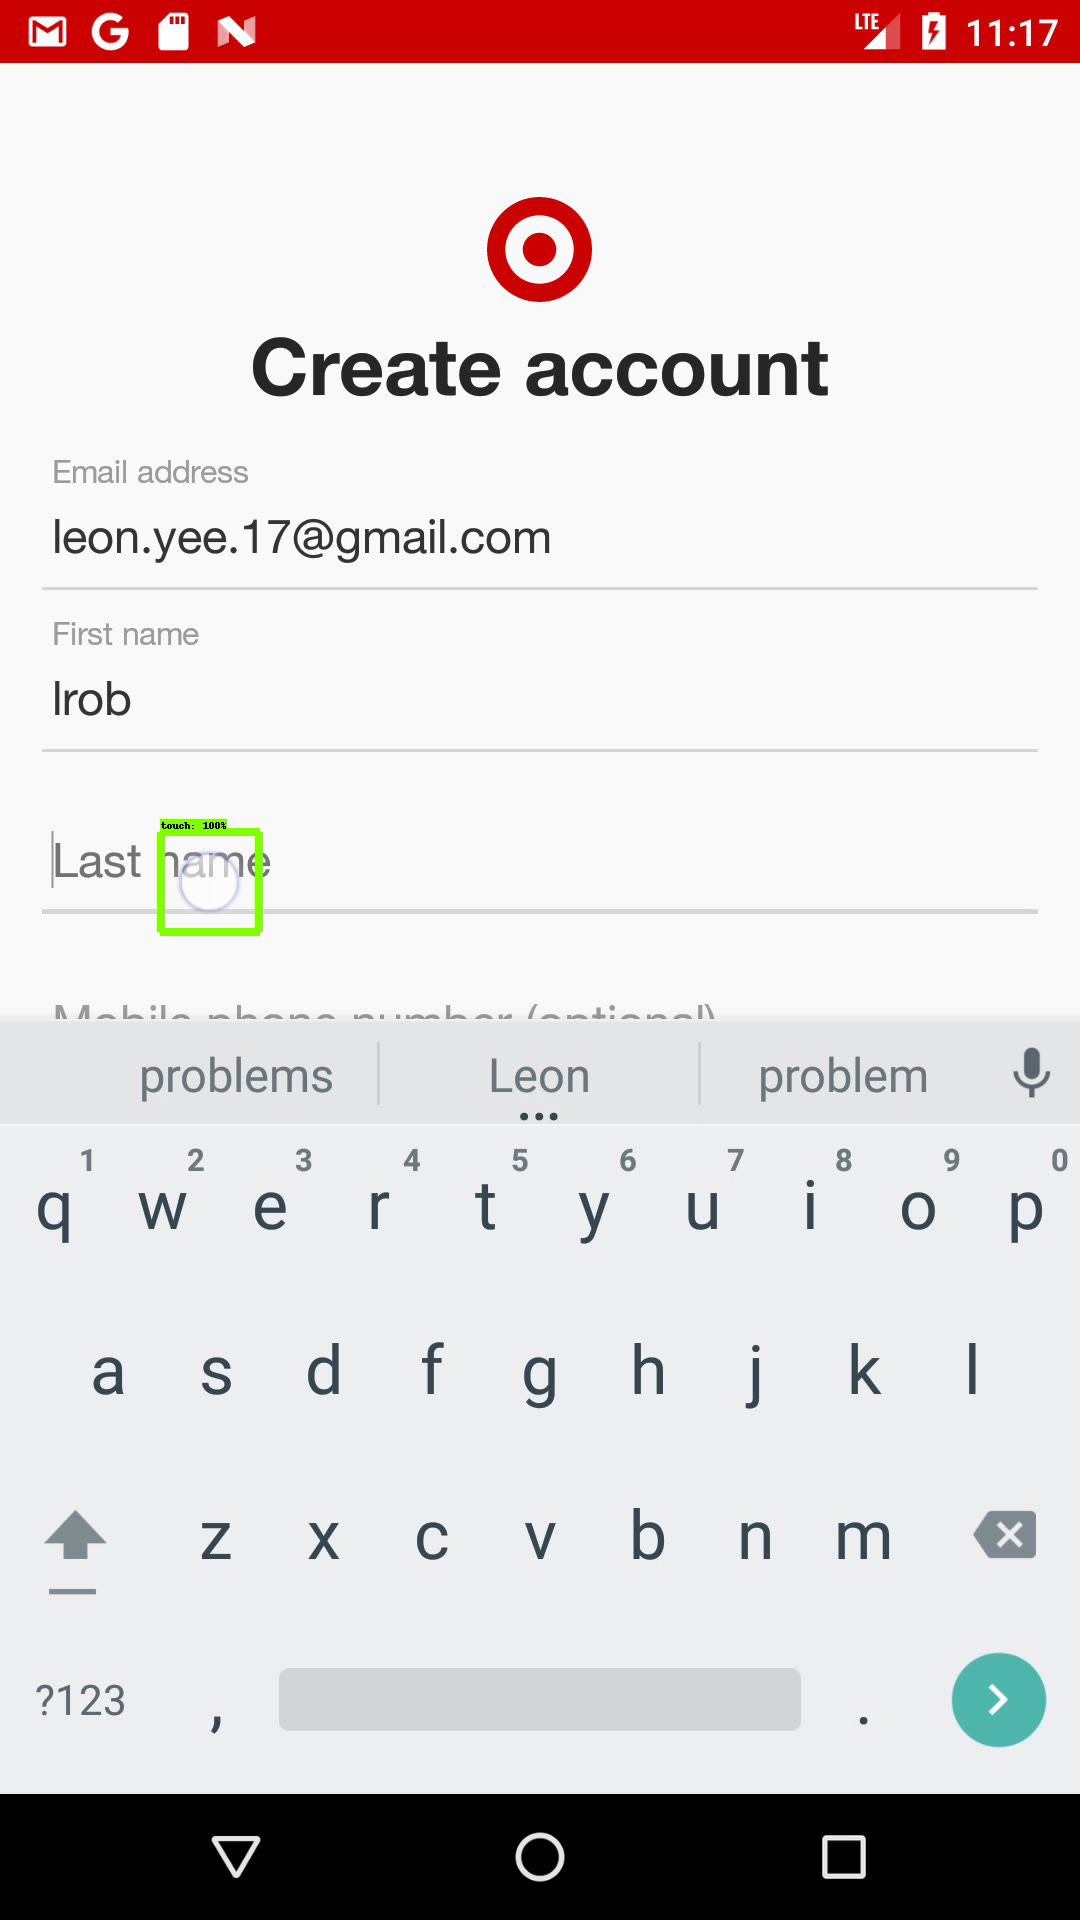 LTE 11:17
Create account
Email address
leon.yee.17@gmail.com
First name
lrob
touch: 100%
Last name
Mobile phone number (optional)
problems Leon problem
1 2 3 4 5 6 7 8 9 0
q w e r t y u i o p
a s d f g h j k l
z x c v b n m
?123 , .